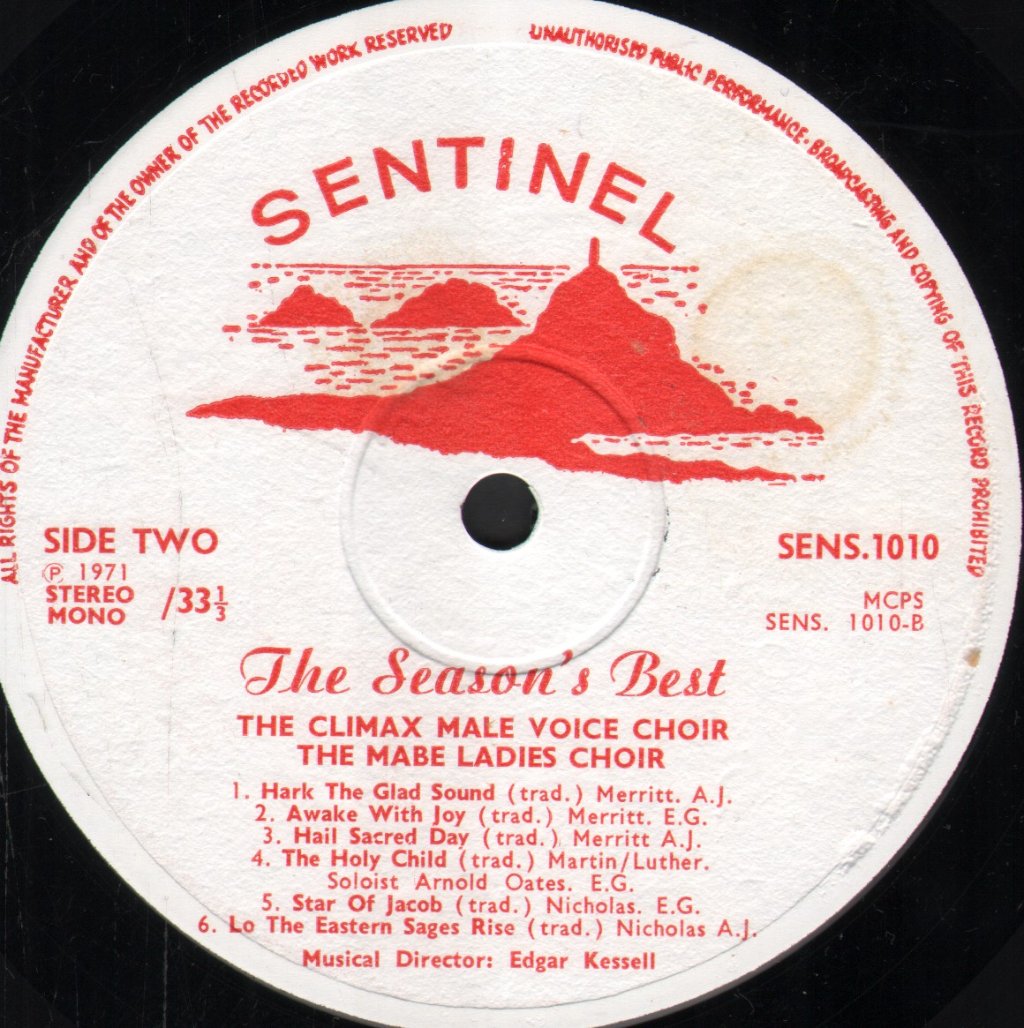 ALL RIGHTS OF THE MANUFACTURER AND OF THE OWNER OF THE RECORDED WORK RESERVED
UNAUTHORISED PUBLIC PERFORMANCE. BROADCASTING AND COPYING OF THIS RECORD PROHIBITED
SENTINEL
SIDE TWO
Ⓟ 1971
STEREO
MONO /33⅓
SENS.1010
MCPS
SENS. 1010-B
The Season's Best
THE CLIMAX MALE VOICE CHOIR
THE MABE LADIES CHOIR
1. Hark The Glad Sound (trad.) Merritt. A.J.
2. Awake With Joy (trad.) Merritt. E.G.
3. Hail Sacred Day (trad.) Merritt A.J.
4. The Holy Child (trad.) Martin/Luther.
Soloist Arnold Oates. E.G.
5. Star Of Jacob (trad.) Nicholas. E.G.
6. Lo The Eastern Sages Rise (trad.) Nicholas A.J.
Musical Director: Edgar Kessell